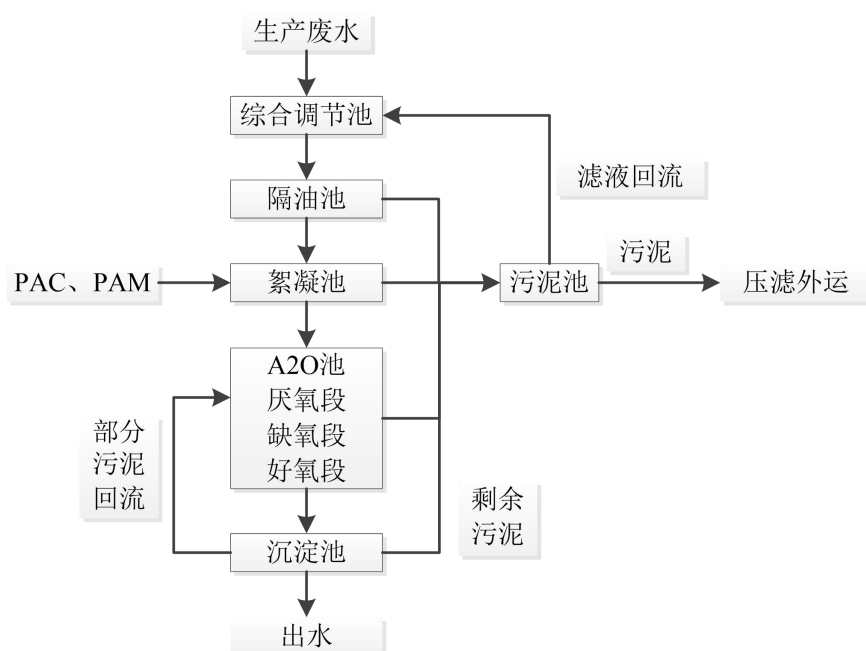 生产废水
综合调节池
隔油池
滤液回流
污泥
PAC、PAM
絮凝池
污泥池
压滤外运
A2O池
厌氧段
缺氧段
好氧段
部分
污泥
回流
剩余
污泥
沉淀池
出水